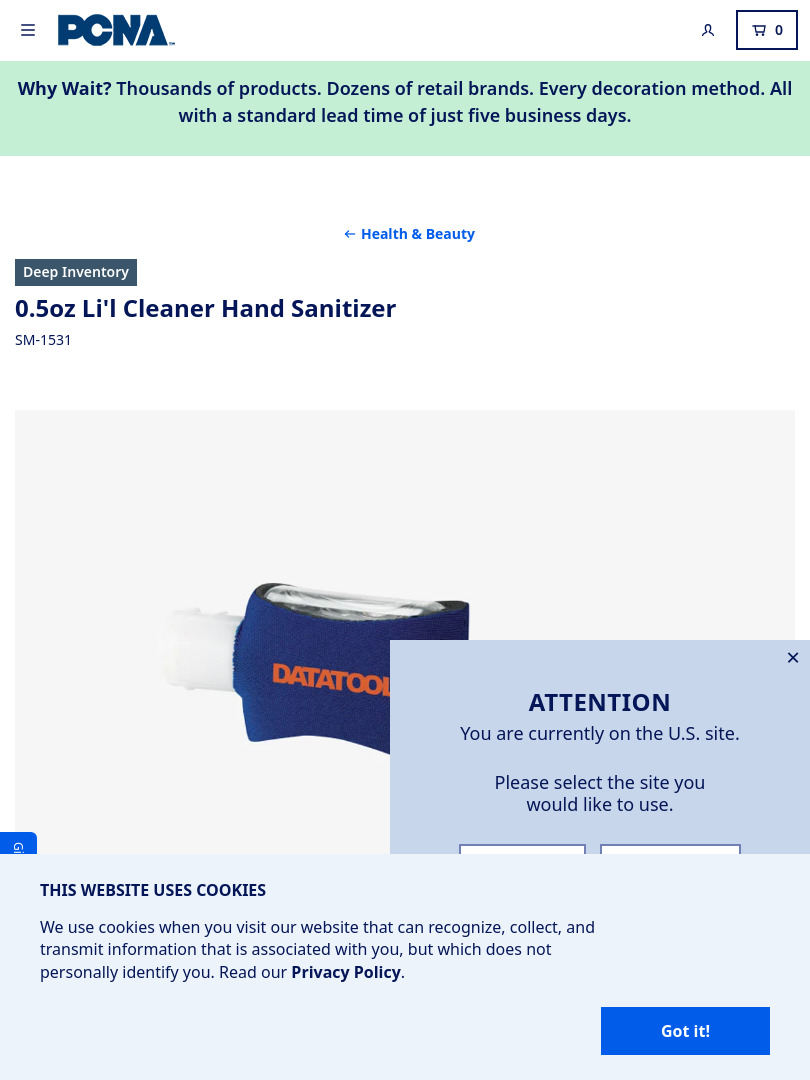 PCNA
0
Why Wait? Thousands of products. Dozens of retail brands. Every decoration method. All
with a standard lead time of just five business days.
← Health & Beauty
Deep Inventory
0.5oz Li'l Cleaner Hand Sanitizer
SM-1531
ATTENTION
You are currently on the U.S. site.
Please select the site you
would like to use.
THIS WEBSITE USES COOKIES
We use cookies when you visit our website that can recognize, collect, and
transmit information that is associated with you, but which does not
personally identify you. Read our Privacy Policy.
Got it!